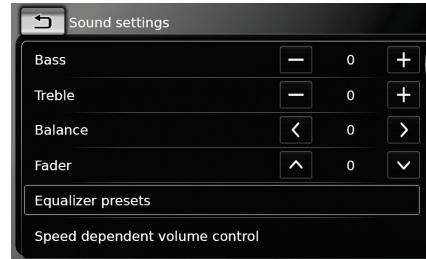 Sound settings
Bass − 0 +
Treble − 0 +
Balance < 0 >
Fader 0
Equalizer presets
Speed dependent volume control